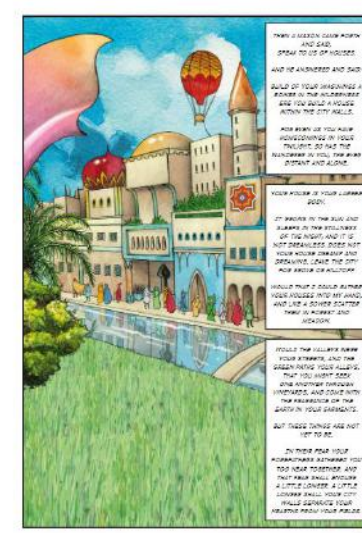 THEN A MASON CAME FORTH
AND SAID,
SPEAK TO US OF HOUSES.
AND HE ANSWERED AND SAID:
BUILD OF YOUR IMAGININGS A
BOWER IN THE WILDERNESS
ERE YOU BUILD A HOUSE
WITHIN THE CITY WALLS.
FOR EVEN AS YOU HAVE
HOMECOMINGS IN YOUR
TWILIGHT, SO HAS THE
WANDERER IN YOU, THE EVER
DISTANT AND ALONE.
YOUR HOUSE IS YOUR LARGER
BODY.
IT GROWS IN THE SUN AND
SLEEPS IN THE STILLNESS
OF THE NIGHT; AND IT IS
NOT DREAMLESS. DOES NOT
YOUR HOUSE DREAM? AND
DREAMING, LEAVE THE CITY
FOR GROVE OR HILLTOP?
WOULD THAT I COULD GATHER
YOUR HOUSES INTO MY HAND,
AND LIKE A SOWER SCATTER
THEM IN FOREST AND
MEADOW.
WOULD THE VALLEYS WERE
YOUR STREETS, AND THE
GREEN PATHS YOUR ALLEYS,
THAT YOU MIGHT SEEK
ONE ANOTHER THROUGH
VINEYARDS, AND COME WITH
THE FRAGRANCE OF THE
EARTH IN YOUR GARMENTS.
BUT THESE THINGS ARE NOT
YET TO BE.
IN THEIR FEAR YOUR
FOREFATHERS GATHERED YOU
TOO NEAR TOGETHER. AND
THAT FEAR SHALL ENDURE
A LITTLE LONGER. A LITTLE
LONGER SHALL YOUR CITY
WALLS SEPARATE YOUR
HEARTHS FROM YOUR FIELDS.